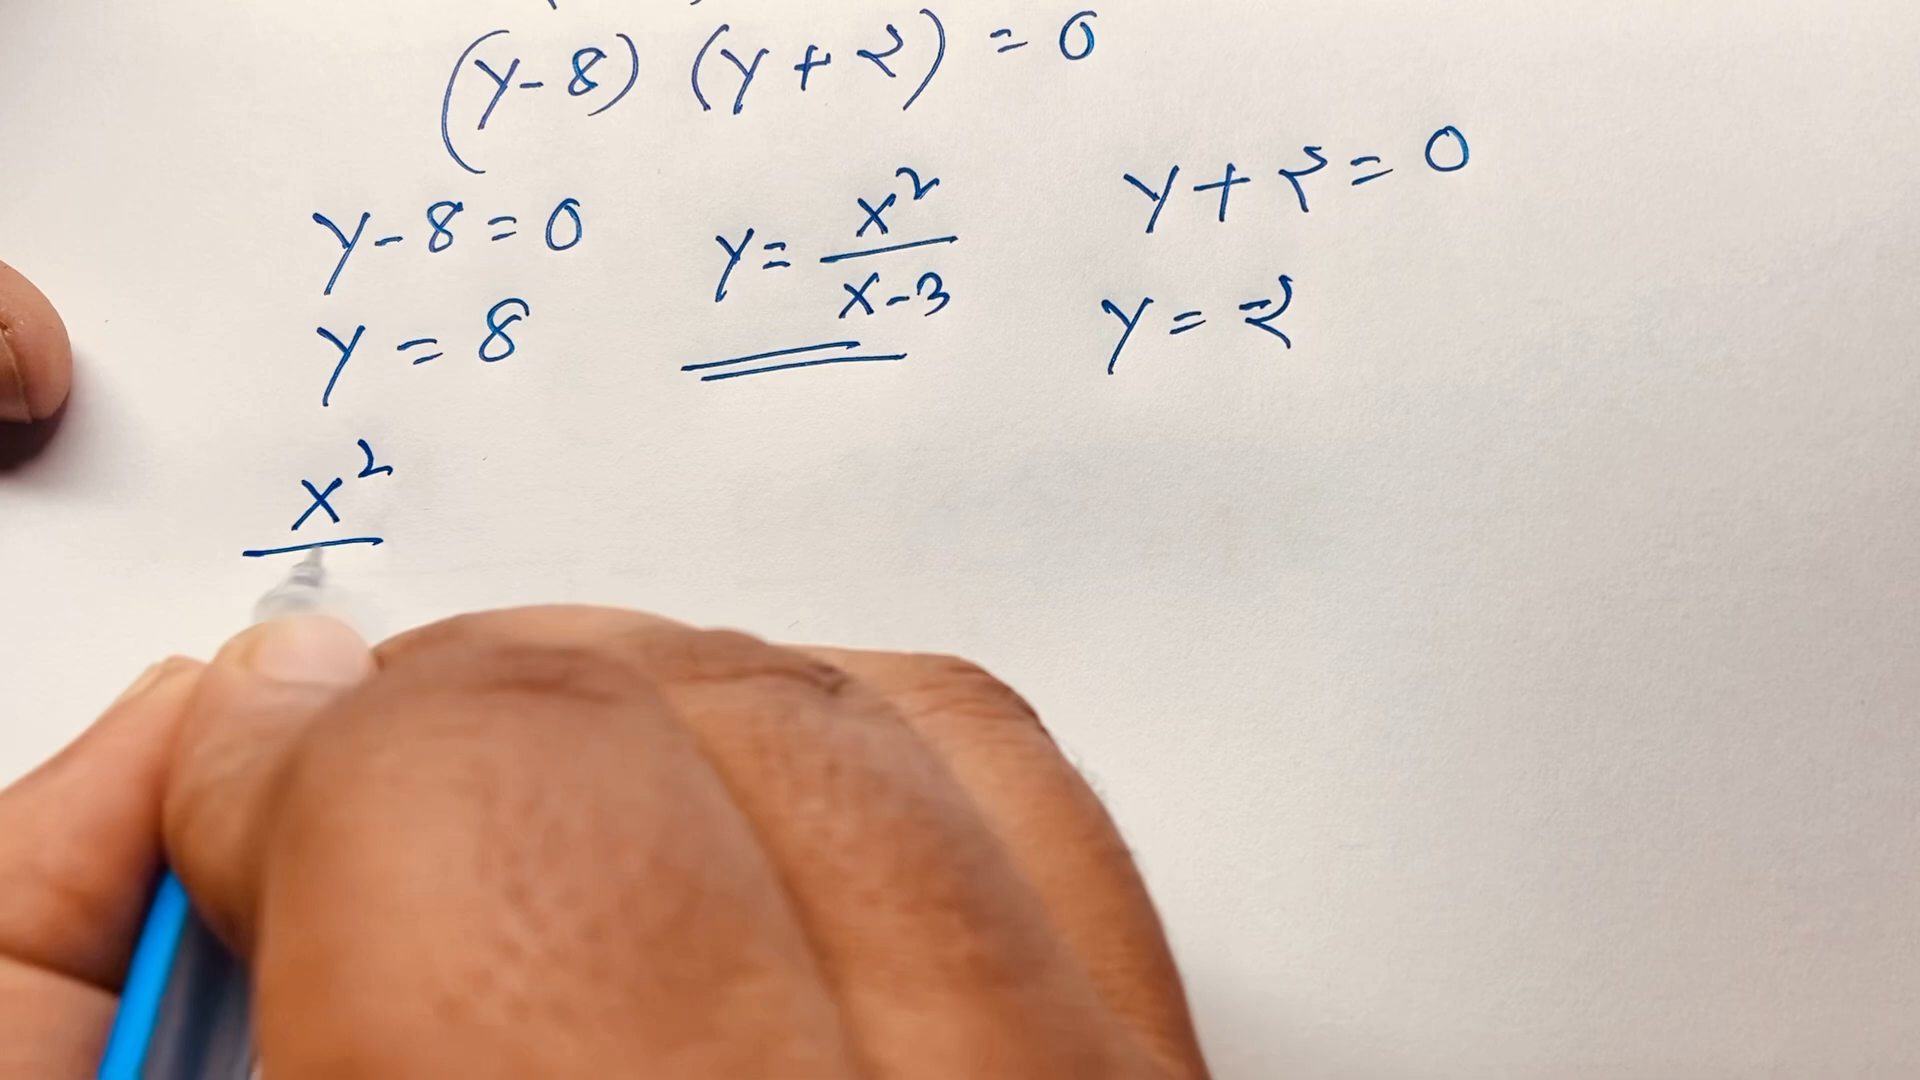 (y-8) (y+2) = 0
y-8=0 y= x²/(x-3) y+2=0
y = 8 y = -2
x²